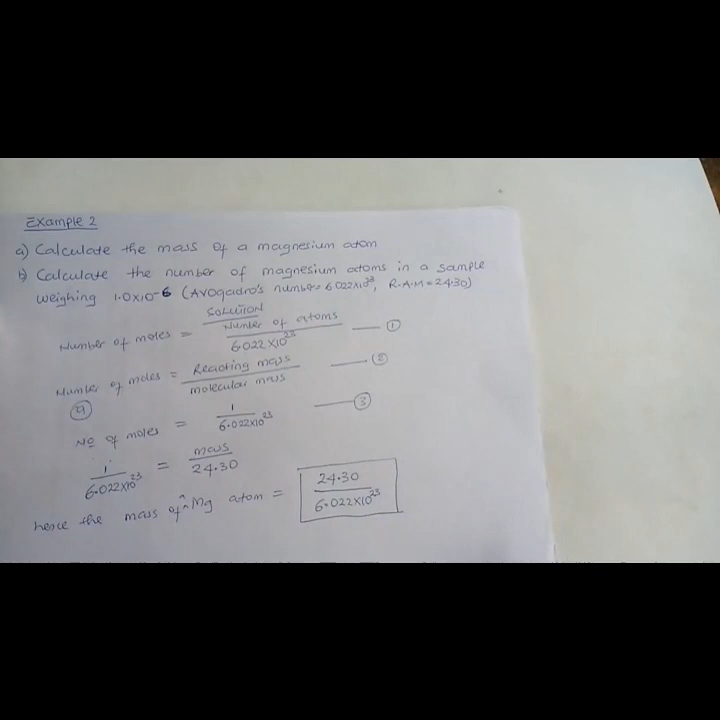 Example 2
a) Calculate the mass of a magnesium atom
b) Calculate the number of magnesium atoms in a sample
weighing 1.0x10-6 (Avogadro's number = 6.022x10²³, R.A.M = 24.30)
SOLUTION
Number of moles = Number of atoms / 6.022x10²³ — ①
Number of moles = Reacting mass / molecular mass — ②
ⓐ
No of moles = 1 / 6.022x10²³ — ③
1 / 6.022x10²³ = mass / 24.30
hence the mass of a Mg atom = 24.30 / 6.022x10²³